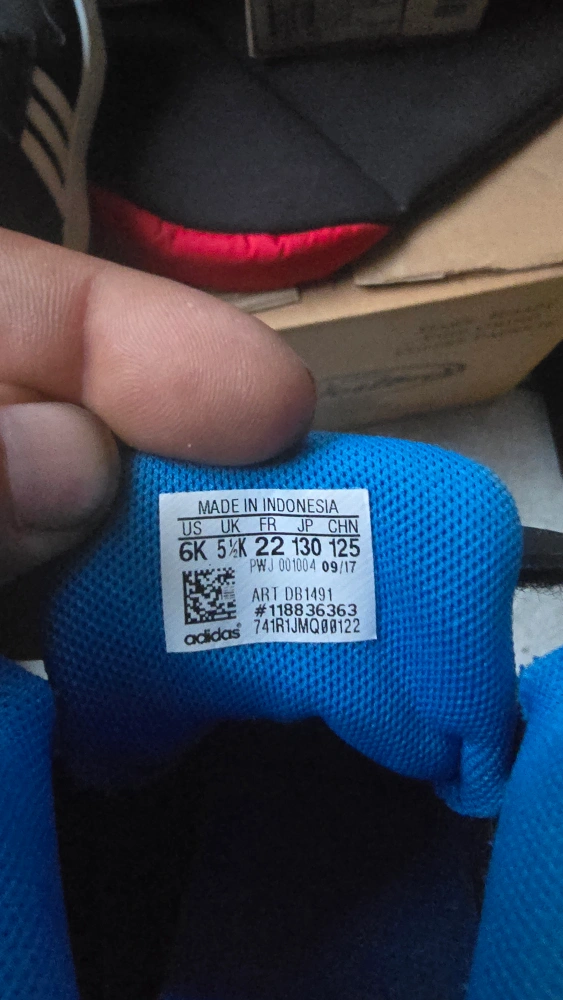 MADE IN INDONESIA
US UK FR JP CHN
6K 5½K 22 130 125
PWJ 001004 09/17
ART DB1491
#118836363
741R1JMQ00122
adidas®